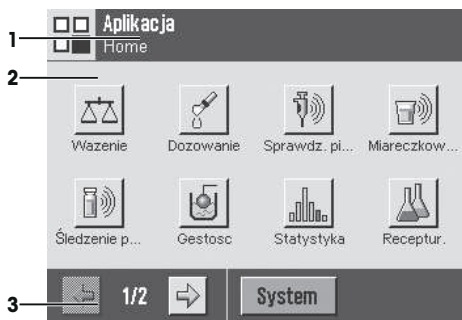 Aplikacja
1
Home
2
Wazenie
Dozowanie
Sprawdz. pi...
Miareczkow...
Śledzenie p...
Gestosc
Statystyka
Receptur.
3
1/2
System